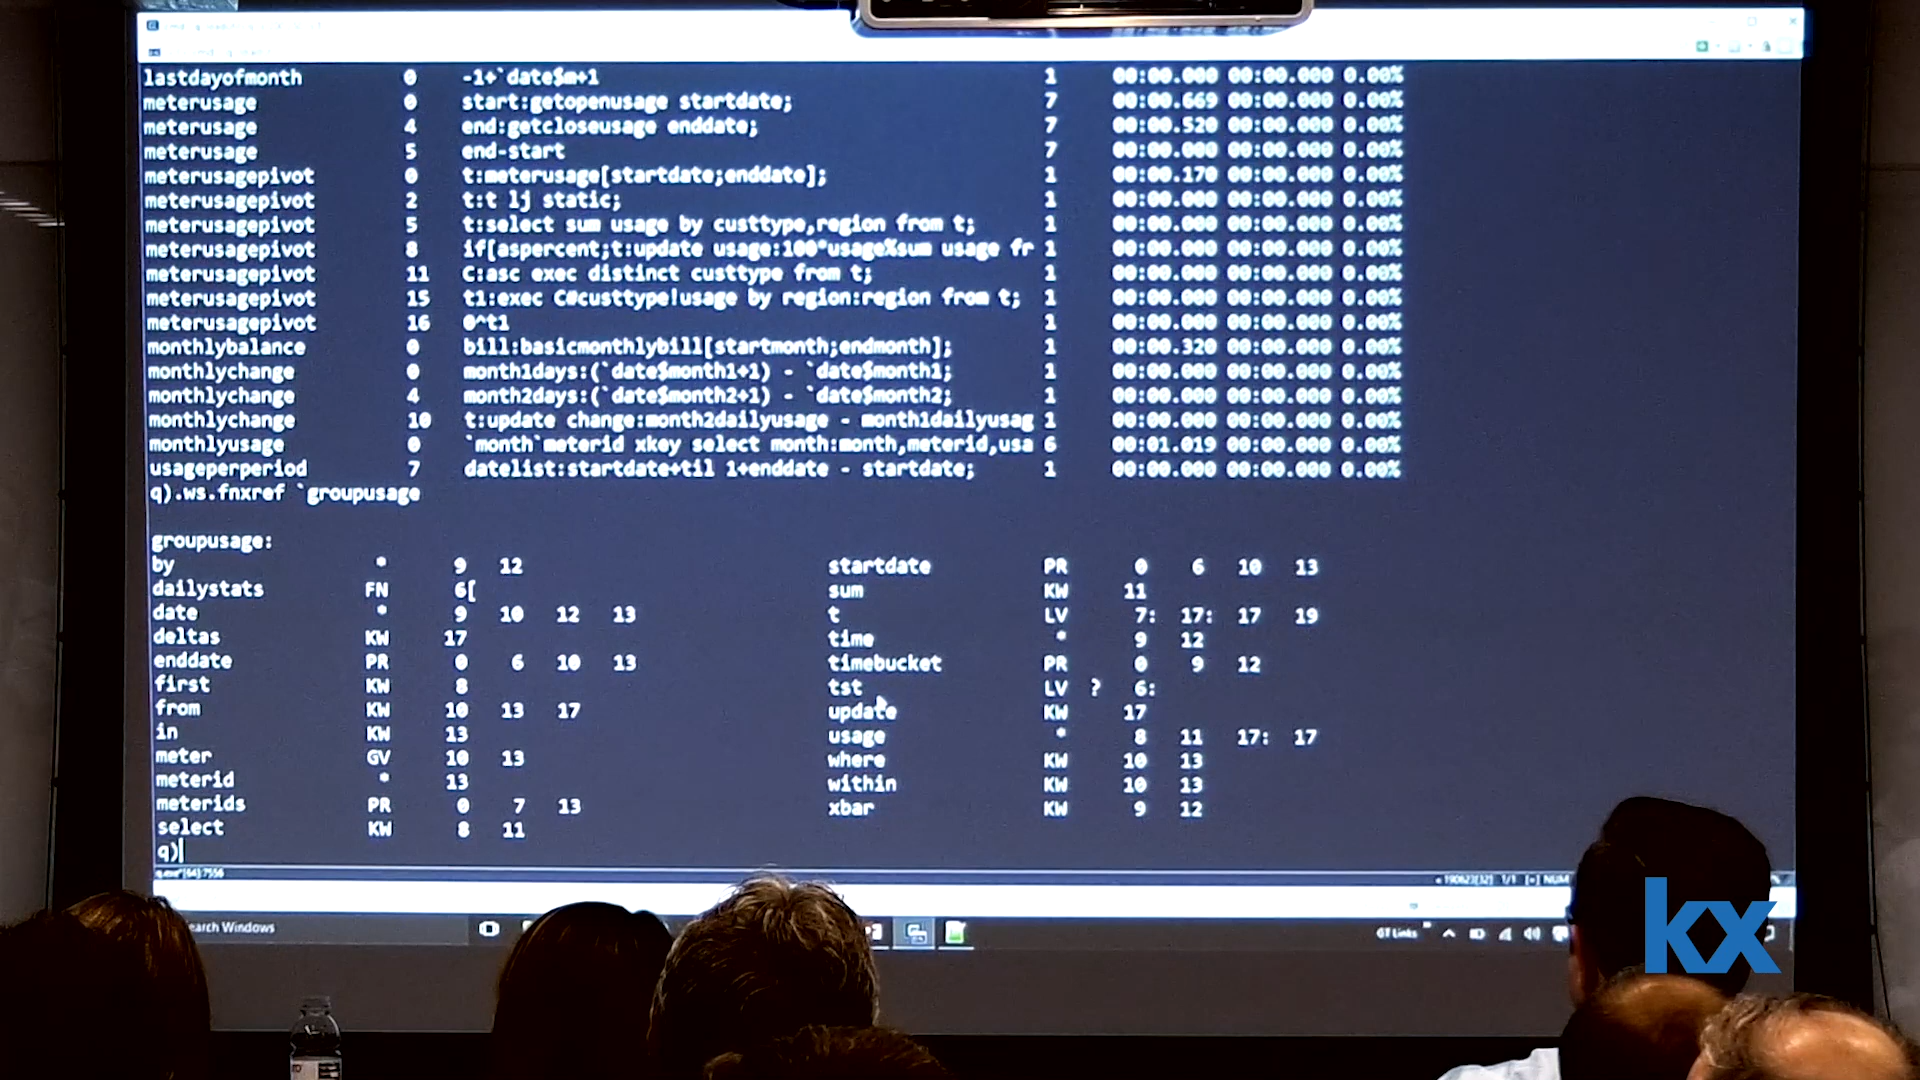 lastdayofmonth 0 -1+`date$m+1 1 00:00.000 00:00.000 0.00%
meterusage 0 start:getopenusage startdate; 7 00:00.669 00:00.000 0.00%
meterusage 4 end:getcloseusage enddate; 7 00:00.520 00:00.000 0.00%
meterusage 5 end-start 7 00:00.000 00:00.000 0.00%
meterusagepivot 0 t:meterusage[startdate;enddate]; 1 00:00.170 00:00.000 0.00%
meterusagepivot 2 t:t lj static; 1 00:00.000 00:00.000 0.00%
meterusagepivot 5 t:select sum usage by custtype,region from t; 1 00:00.000 00:00.000 0.00%
meterusagepivot 8 if[aspercent;t:update usage:100*usage%sum usage fr 1 00:00.000 00:00.000 0.00%
meterusagepivot 11 C:asc exec distinct custtype from t; 1 00:00.000 00:00.000 0.00%
meterusagepivot 15 t1:exec C#custtype!usage by region:region from t; 1 00:00.000 00:00.000 0.00%
meterusagepivot 16 0^t1 1 00:00.000 00:00.000 0.00%
monthlybalance 0 bill:basicmonthlybill[startmonth;endmonth]; 1 00:00.320 00:00.000 0.00%
monthlychange 0 month1days:(`date$month1+1) - `date$month1; 1 00:00.000 00:00.000 0.00%
monthlychange 4 month2days:(`date$month2+1) - `date$month2; 1 00:00.000 00:00.000 0.00%
monthlychange 10 t:update change:month2dailyusage - month1dailyusag 1 00:00.000 00:00.000 0.00%
monthlyusage 0 `month`meterid xkey select month:month,meterid,usa 6 00:01.019 00:00.000 0.00%
usageperperiod 7 datelist:startdate+til 1+enddate - startdate; 1 00:00.000 00:00.000 0.00%
q).ws.fnxref `groupusage
groupusage:
by * 9 12 startdate PR 0 6 10 13
dailystats FN 6[ sum KW 11
date * 9 10 12 13 t LV 7: 17: 17 19
deltas KW 17 time * 9 12
enddate PR 0 6 10 13 timebucket PR 0 9 12
first KW 8 tst LV ? 6:
from KW 10 13 17 update KW 17
in KW 13 usage * 8 11 17: 17
meter GV 10 13 where KW 10 13
meterid * 13 within KW 10 13
meterids PR 0 7 13 xbar KW 9 12
select KW 8 11
q)
q.exe*[64]:7556 1/1 [+] NUM
earch Windows
GT Links
kx